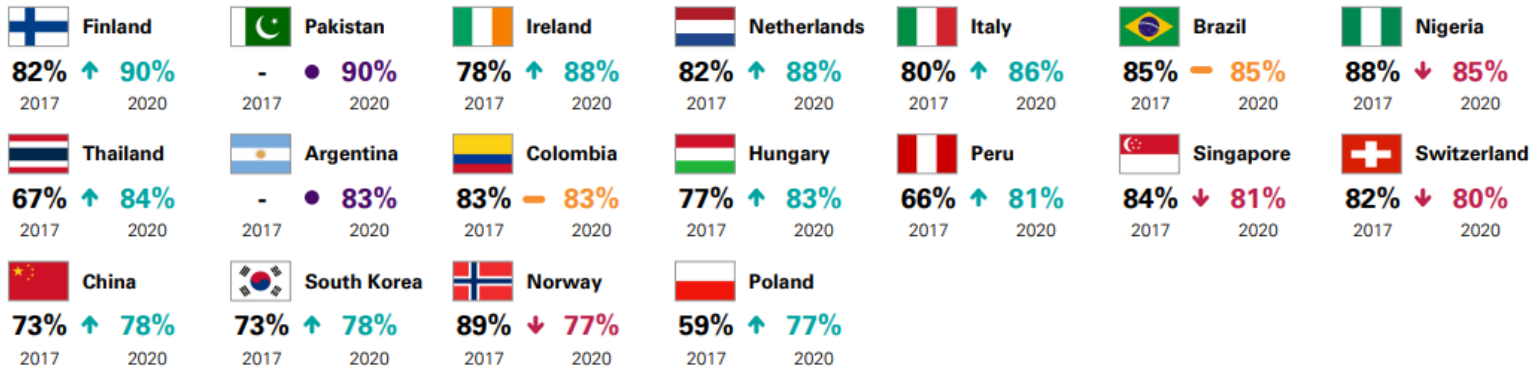 Finland Pakistan Ireland Netherlands Italy Brazil Nigeria
82% 90% - 90% 78% 88% 82% 88% 80% 86% 85% 85% 88% 85%
2017 2020 2017 2020 2017 2020 2017 2020 2017 2020 2017 2020 2017 2020
Thailand Argentina Colombia Hungary Peru Singapore Switzerland
67% 84% - 83% 83% 83% 77% 83% 66% 81% 84% 81% 82% 80%
2017 2020 2017 2020 2017 2020 2017 2020 2017 2020 2017 2020 2017 2020
China South Korea Norway Poland
73% 78% 73% 78% 89% 77% 59% 77%
2017 2020 2017 2020 2017 2020 2017 2020